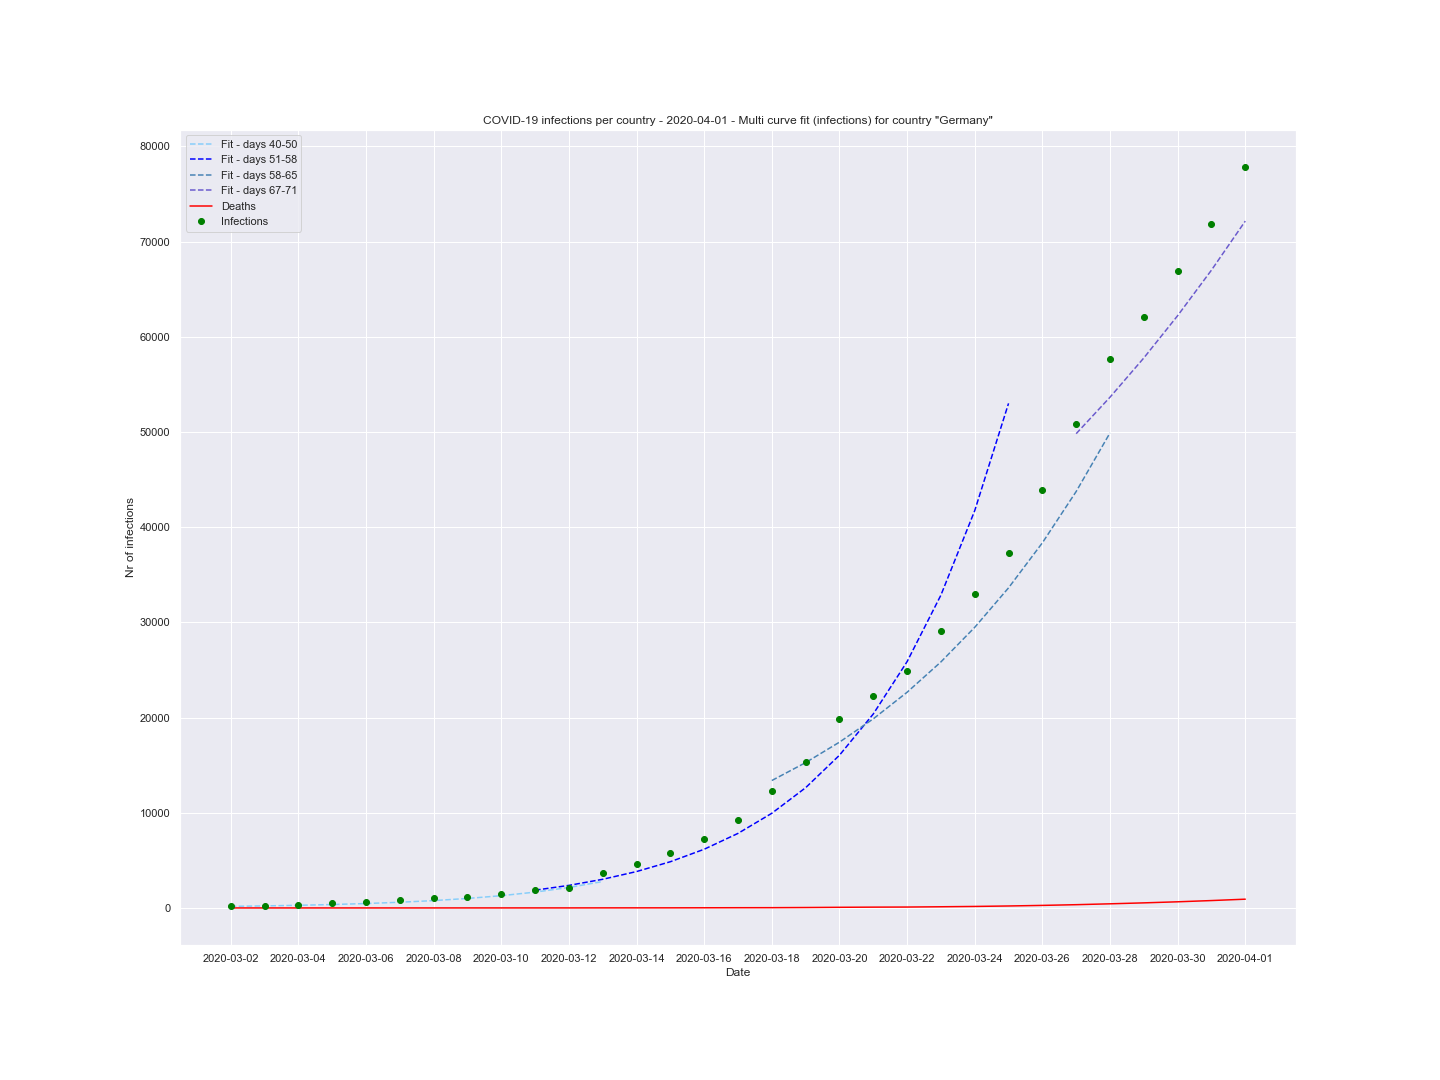 COVID-19 infections per country - 2020-04-01 - Multi curve fit (infections) for country "Germany"
Fit - days 40-50
Fit - days 51-58
Fit - days 58-65
Fit - days 67-71
Deaths
Infections
80000
70000
60000
50000
40000
30000
20000
10000
0
Nr of infections
2020-03-02 2020-03-04 2020-03-06 2020-03-08 2020-03-10 2020-03-12 2020-03-14 2020-03-16 2020-03-18 2020-03-20 2020-03-22 2020-03-24 2020-03-26 2020-03-28 2020-03-30 2020-04-01
Date